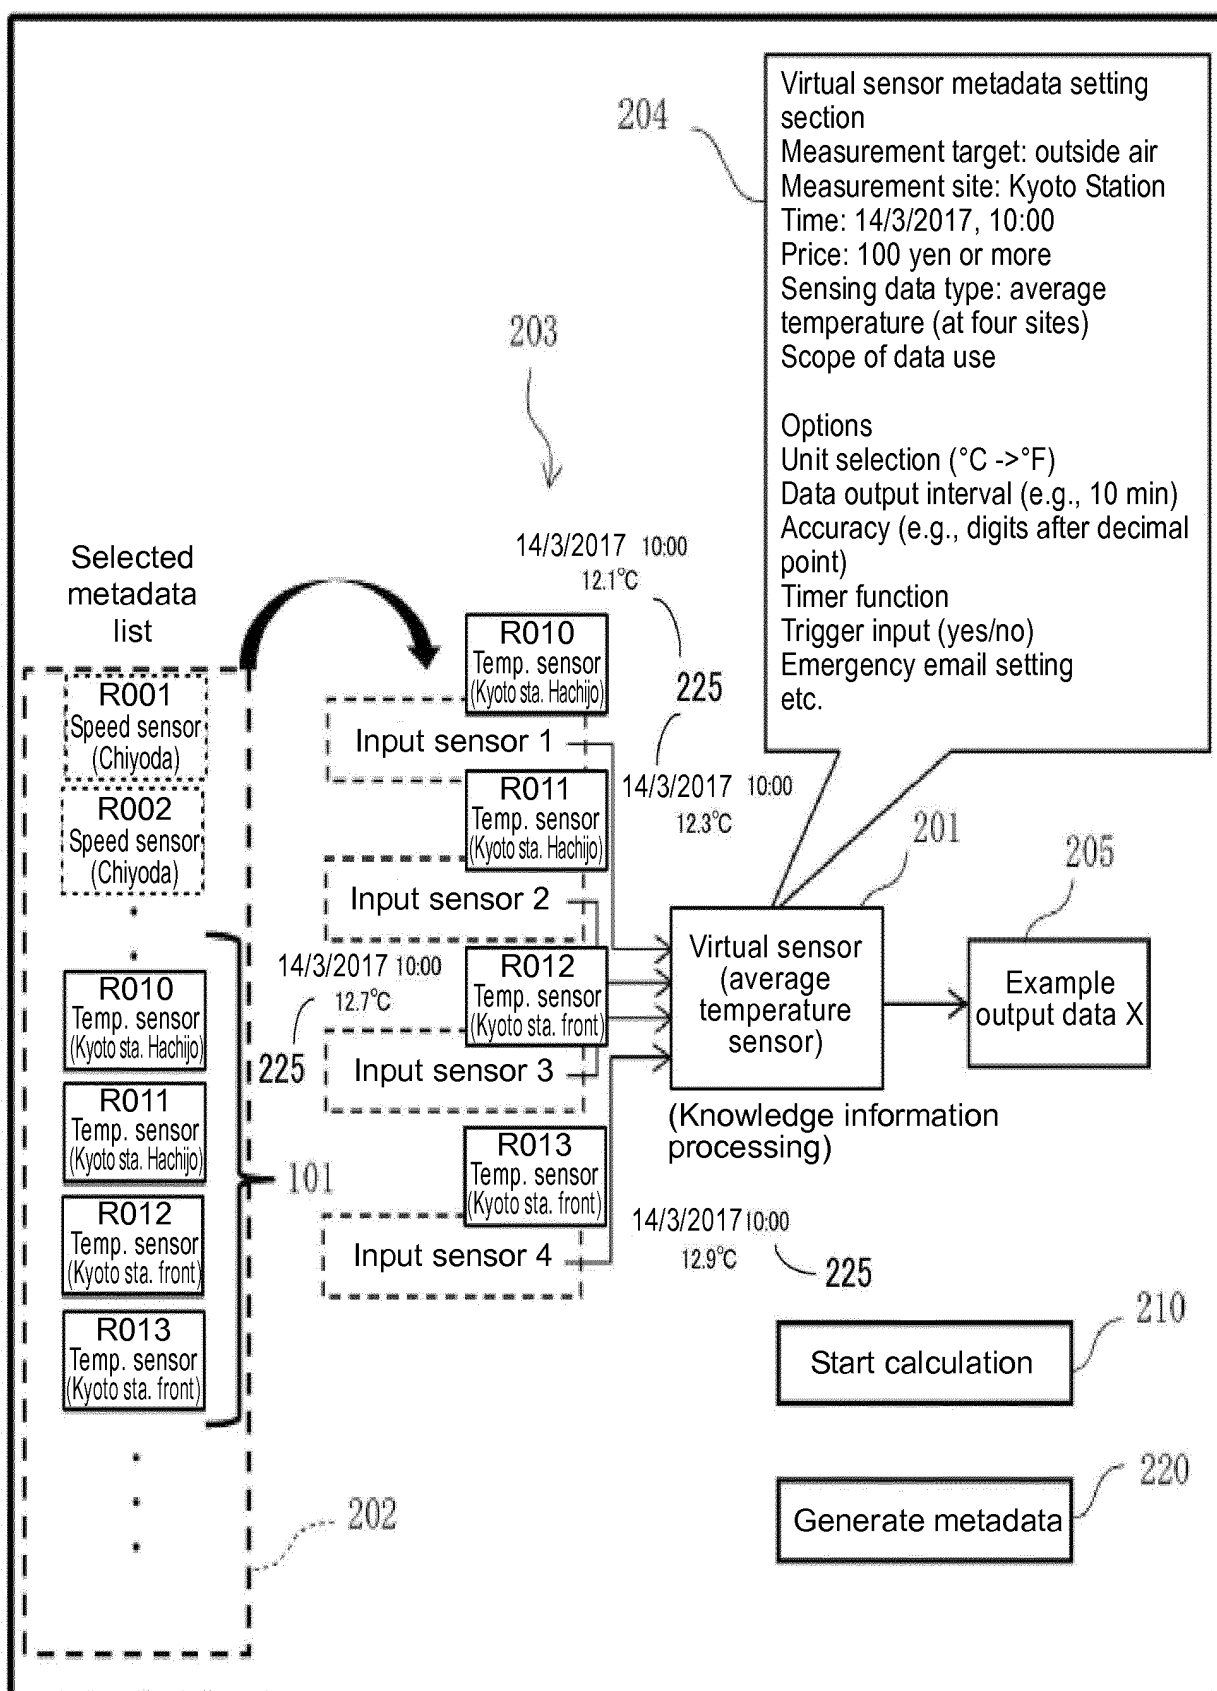 Virtual sensor metadata setting
section
Measurement target: outside air
Measurement site: Kyoto Station
Time: 14/3/2017, 10:00
Price: 100 yen or more
Sensing data type: average
temperature (at four sites)
Scope of data use
Options
Unit selection (°C ->°F)
Data output interval (e.g., 10 min)
Accuracy (e.g., digits after decimal
point)
Timer function
Trigger input (yes/no)
Emergency email setting
etc.
204
203
Selected
metadata
list
R001
Speed sensor
(Chiyoda)
R002
Speed sensor
(Chiyoda)
R010
Temp. sensor
(Kyoto sta. Hachijo)
R011
Temp. sensor
(Kyoto sta. Hachijo)
R012
Temp. sensor
(Kyoto sta. front)
R013
Temp. sensor
(Kyoto sta. front)
101
202
14/3/2017 10:00
12.1°C
225
R010
Temp. sensor
(Kyoto sta. Hachijo)
Input sensor 1
14/3/2017 10:00
12.3°C
R011
Temp. sensor
(Kyoto sta. Hachijo)
Input sensor 2
14/3/2017 10:00
12.7°C
225
R012
Temp. sensor
(Kyoto sta. front)
Input sensor 3
R013
Temp. sensor
(Kyoto sta. front)
Input sensor 4
14/3/2017 10:00
12.9°C
225
201
Virtual sensor
(average
temperature
sensor)
(Knowledge information
processing)
205
Example
output data X
210
Start calculation
220
Generate metadata